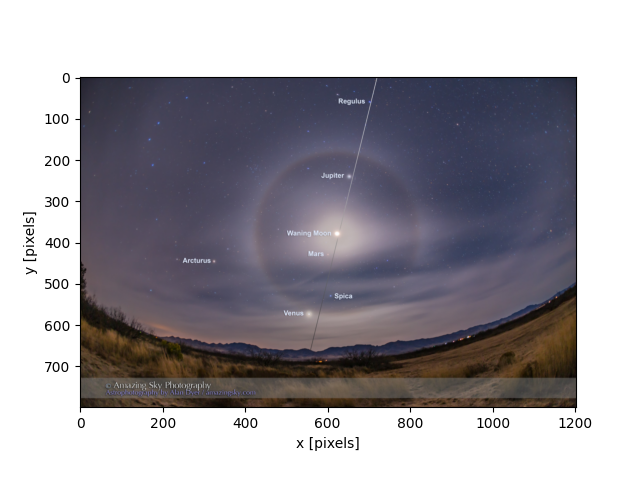 0
100
200
300
400
500
600
700
y [pixels]
Regulus
Jupiter
Waning Moon
Mars
Arcturus
Spica
Venus
© Amazing Sky Photography
0 200 400 600 800 1000 1200
x [pixels]